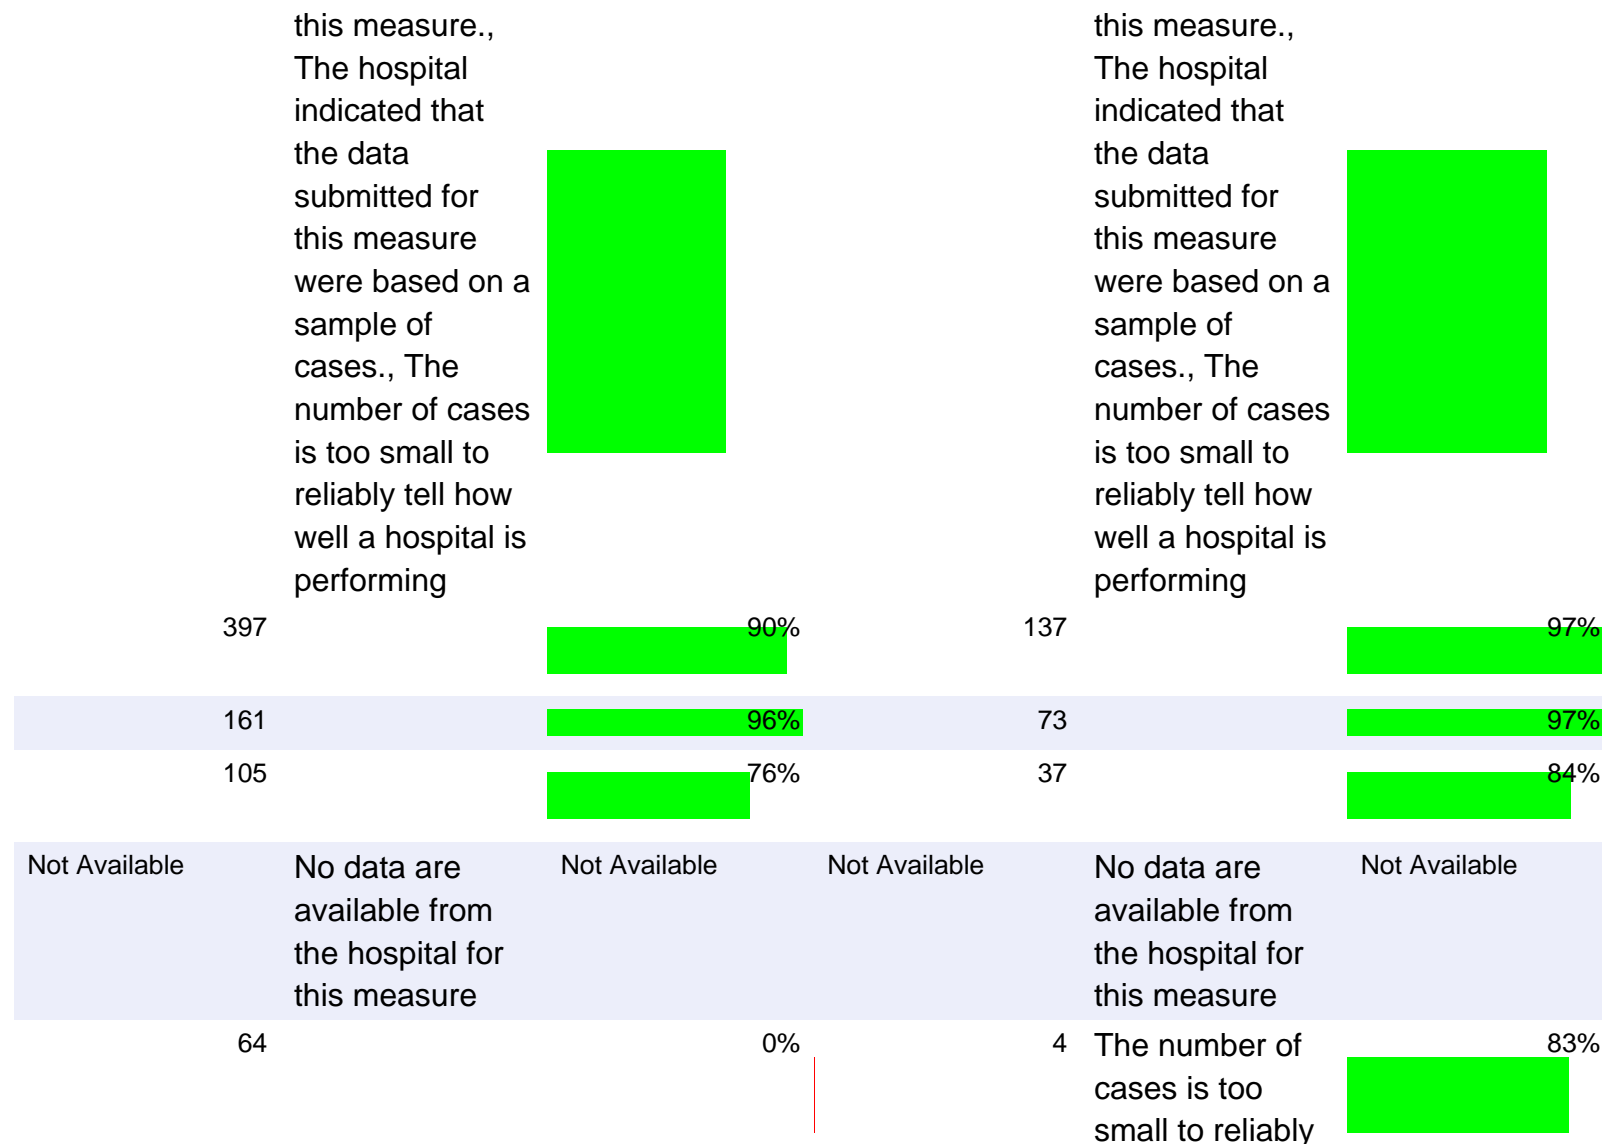 this measure.,
The hospital
indicated that
the data
submitted for
this measure
were based on a
sample of
cases., The
number of cases
is too small to
reliably tell how
well a hospital is
performing
this measure.,
The hospital
indicated that
the data
submitted for
this measure
were based on a
sample of
cases., The
number of cases
is too small to
reliably tell how
well a hospital is
performing
397 90% 137 97%
161 96% 73 97%
105 76% 37 84%
Not Available
No data are
available from
the hospital for
this measure
Not Available
Not Available
No data are
available from
the hospital for
this measure
Not Available
64 0% 4
The number of
cases is too
small to reliably
83%